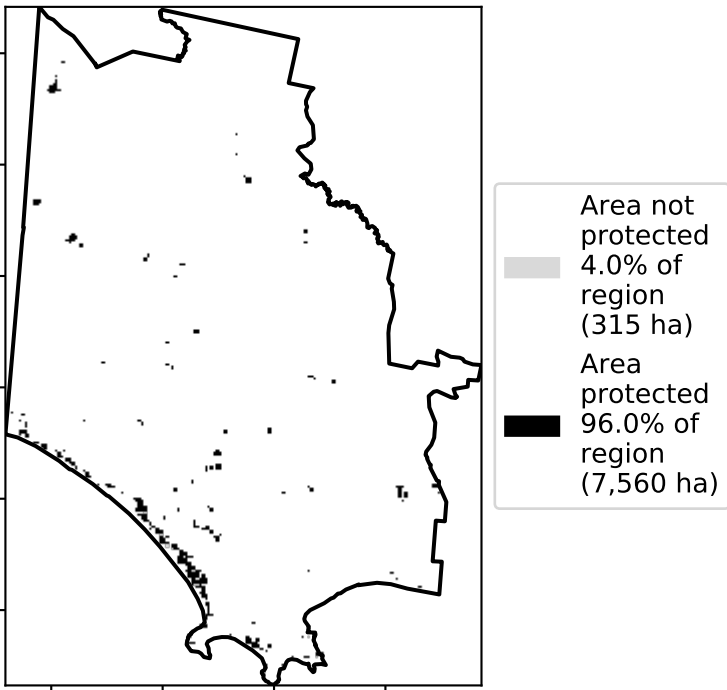 Area not
protected
4.0% of
region
(315 ha)
Area
protected
96.0% of
region
(7,560 ha)